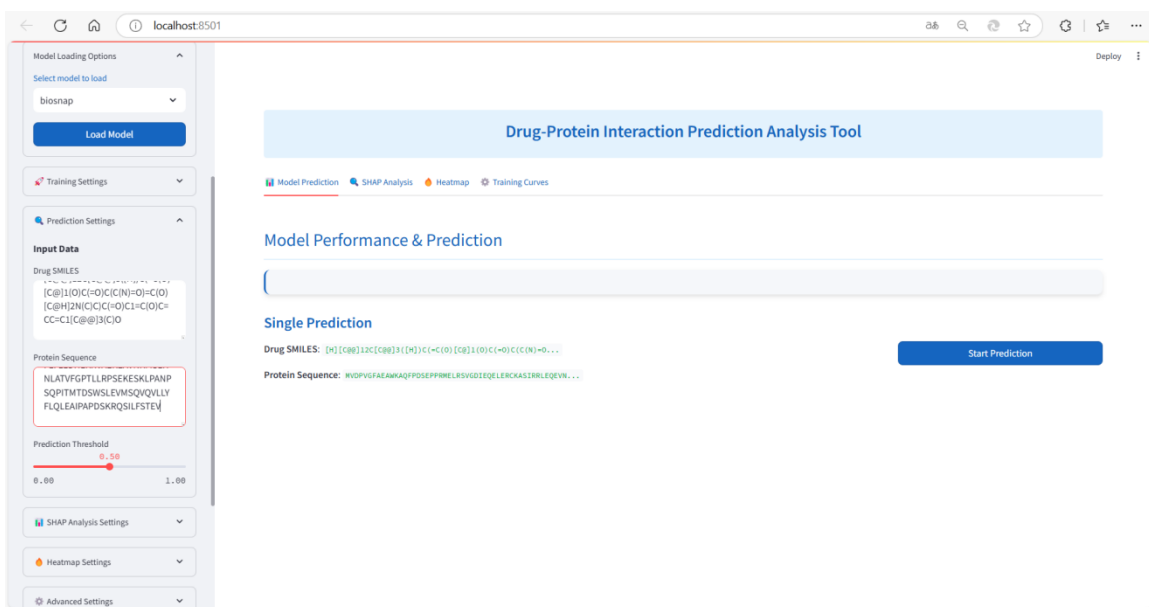 localhost:8501
Deploy
Model Loading Options
Select model to load
biosnap
Load Model
Training Settings
Prediction Settings
Input Data
Drug SMILES
[C@]1(O)C(=O)C(C(N)=O)=C(O)
[C@H]2N(C)C)C(=O)C1=C(O)C=
CC=C1[C@@]3(C)O
Protein Sequence
NLATVFGPTLLRPSEKESKLPANP
SQPITMTDSWSLEVMSQVQVLLY
FLQLEAIPAPDSKRQSILFSTEV
Prediction Threshold
0.50
0.00 1.00
SHAP Analysis Settings
Heatmap Settings
Advanced Settings
Drug-Protein Interaction Prediction Analysis Tool
Model Prediction SHAP Analysis Heatmap Training Curves
Model Performance & Prediction
Single Prediction
Drug SMILES: [H][C@@]12C[C@@]3([H])C(=C(O)[C@]1(O)C(=O)C(C(N)=O...
Start Prediction
Protein Sequence: MVDPVGFAEAWKAQFPDSEPPRMELRSVGDIEQELERCKASIRRLEQEVN...